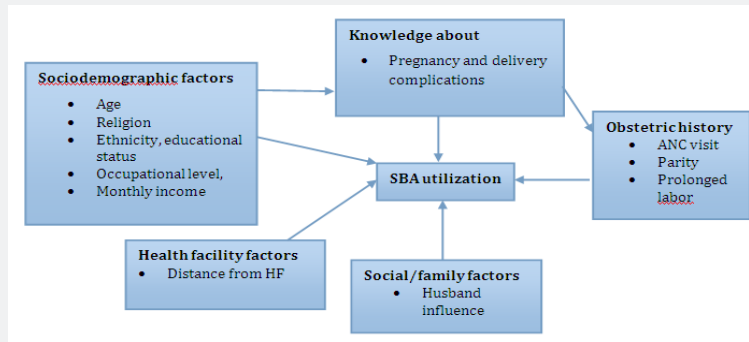 Knowledge about
• Pregnancy and delivery
complications
Sociodemographic factors
• Age
• Religion
• Ethnicity, educational
status
• Occupational level,
• Monthly income
Obstetric history
• ANC visit
• Parity
• Prolonged
labor
SBA utilization
Health facility factors
• Distance from HF
Social/family factors
• Husband
influence